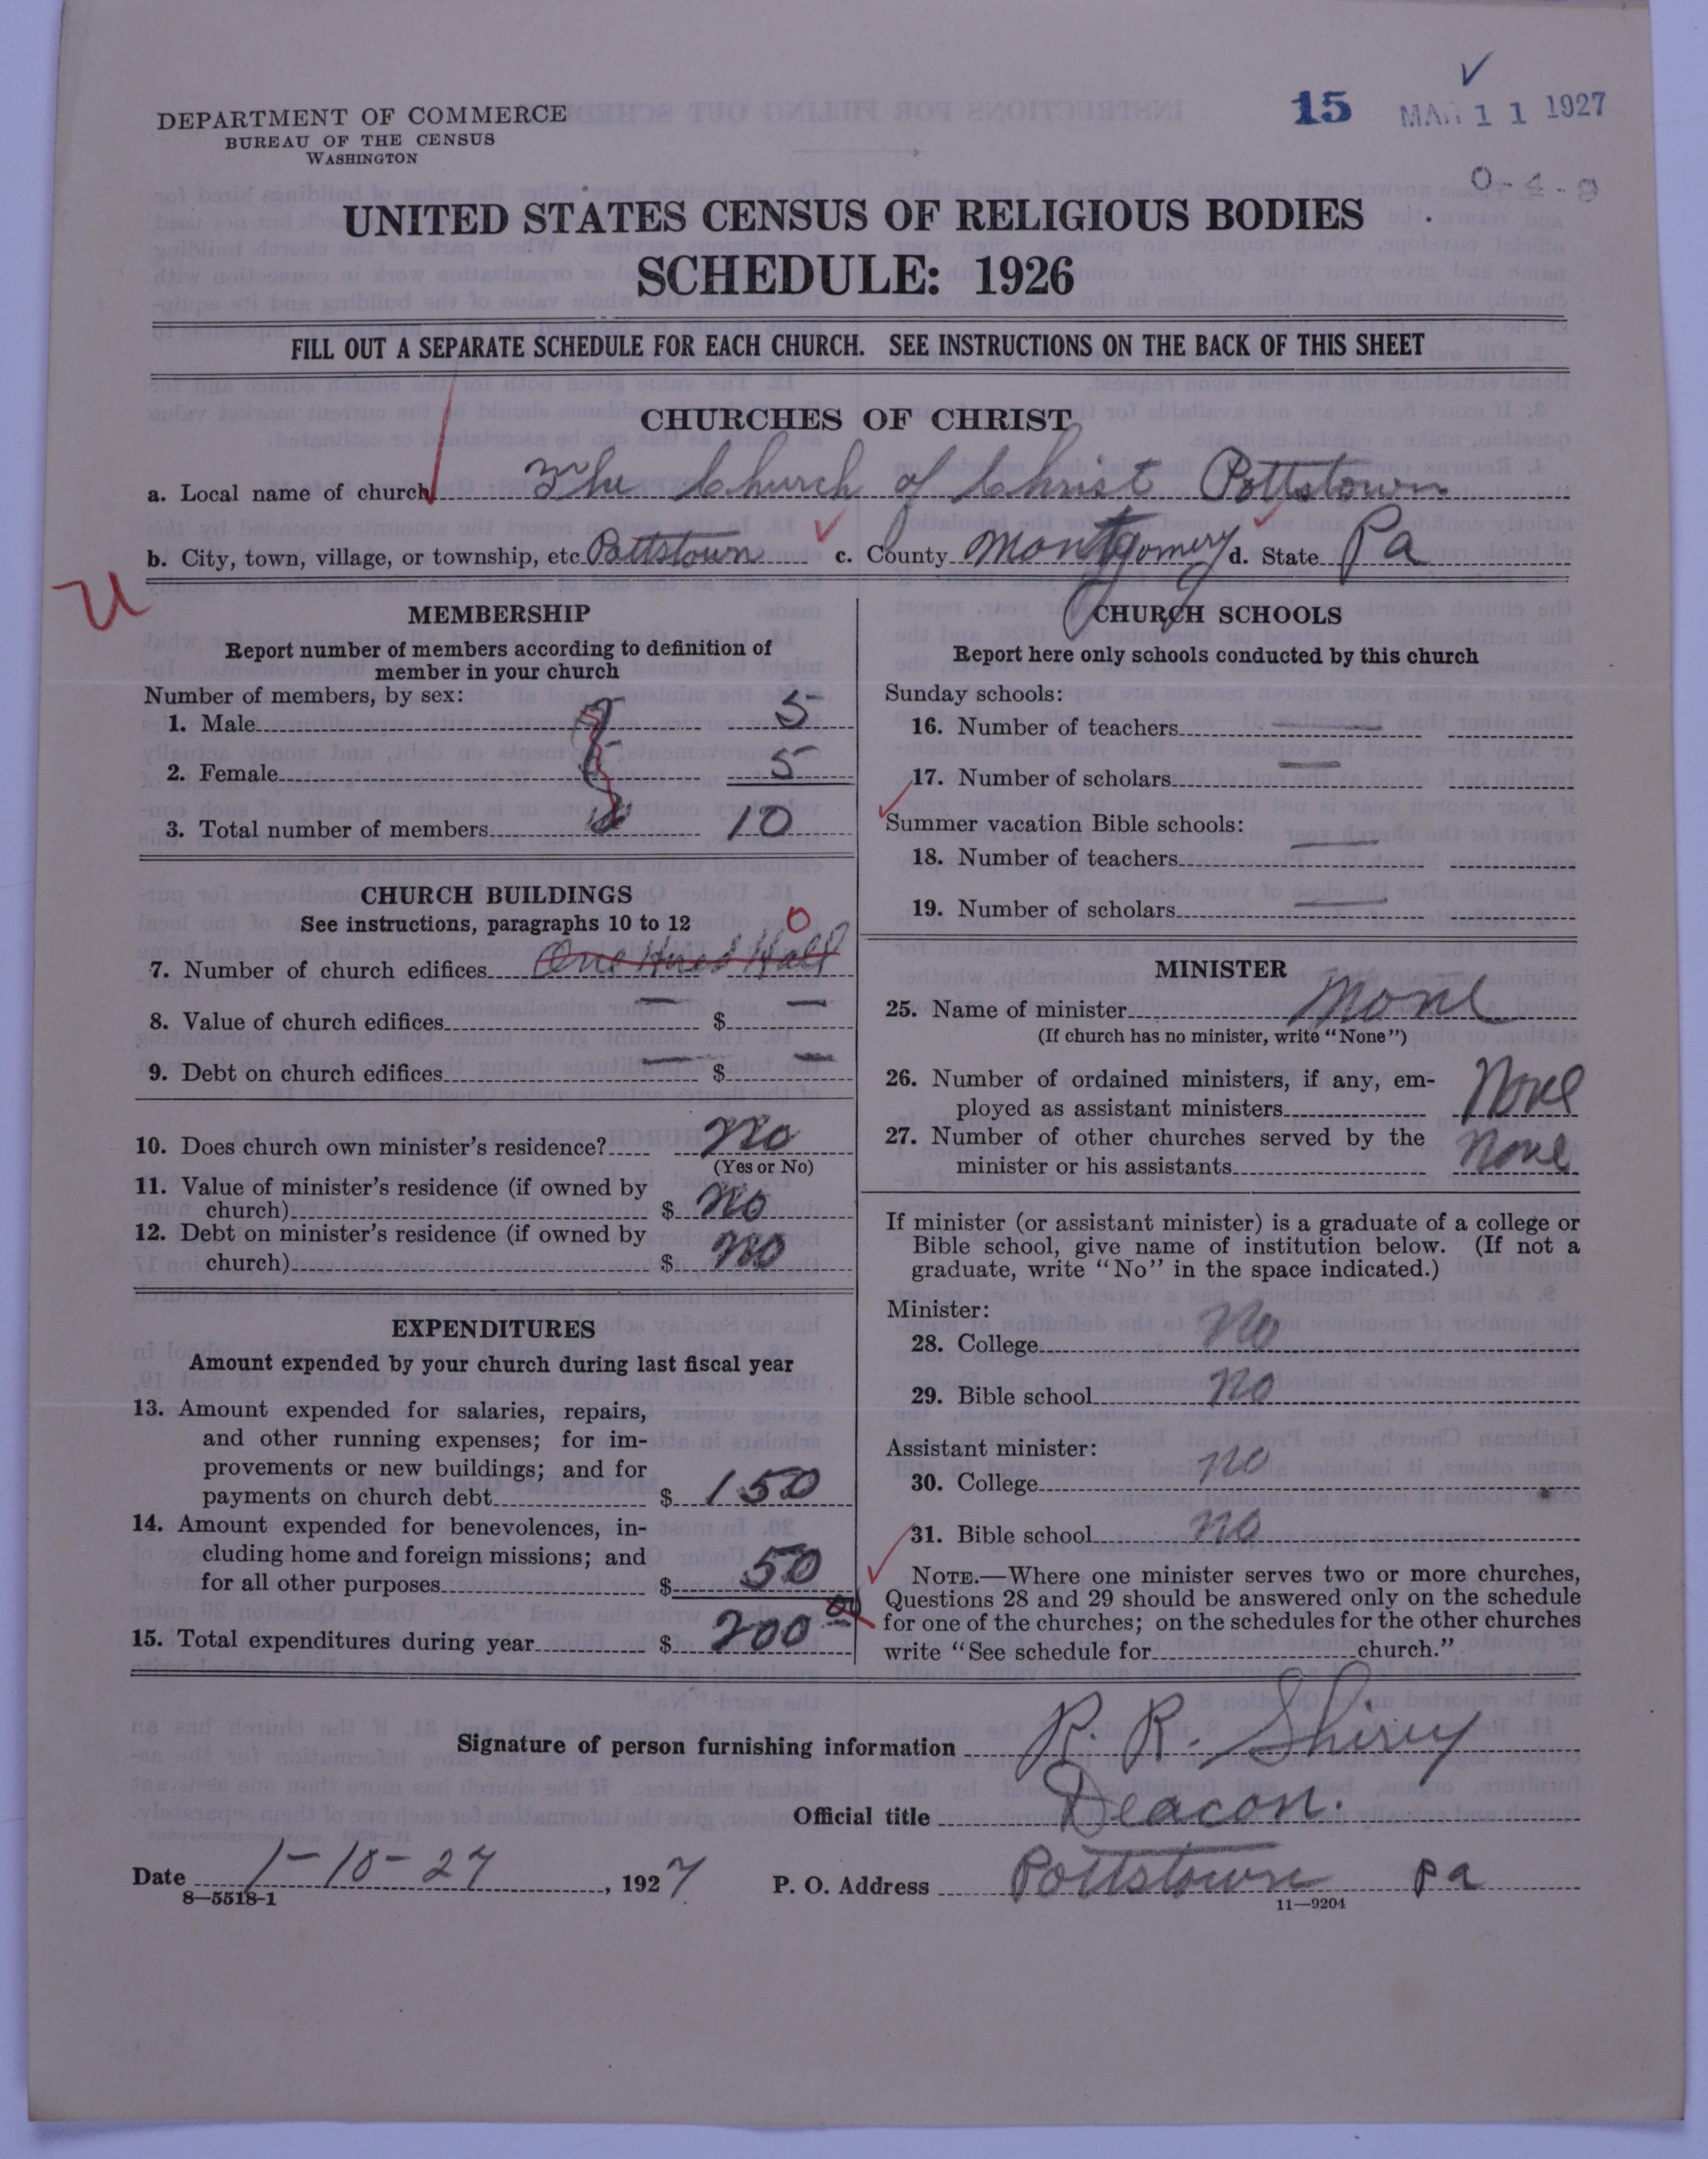 15 MAR 11 1927
DEPARTMENT OF COMMERCE
BUREAU OF THE CENSUS
WASHINGTON
0-4-9
UNITED STATES CENSUS OF RELIGIOUS BODIES
SCHEDULE: 1926
FILL OUT A SEPARATE SCHEDULE FOR EACH CHURCH. SEE INSTRUCTIONS ON THE BACK OF THIS SHEET
CHURCHES OF CHRIST
a. Local name of church The Church of Christ Pottstown
b. City, town, village, or township, etc. Pottstown c. County Montgomery d. State Pa
MEMBERSHIP
Report number of members according to definition of
member in your church
Number of members, by sex:
1. Male 5
2. Female 5
3. Total number of members 10
CHURCH BUILDINGS
See instructions, paragraphs 10 to 12
0
7. Number of church edifices One Hired Hall
8. Value of church edifices — $ —
9. Debt on church edifices — $ —
10. Does church own minister's residence? No
(Yes or No)
11. Value of minister's residence (if owned by
church) $ No
12. Debt on minister's residence (if owned by
church) $ No
EXPENDITURES
Amount expended by your church during last fiscal year
13. Amount expended for salaries, repairs,
and other running expenses; for im-
provements or new buildings; and for
payments on church debt $ 150
14. Amount expended for benevolences, in-
cluding home and foreign missions; and
for all other purposes $ 50
15. Total expenditures during year $ 200 00
CHURCH SCHOOLS
Report here only schools conducted by this church
Sunday schools:
16. Number of teachers —
17. Number of scholars —
Summer vacation Bible schools:
18. Number of teachers —
19. Number of scholars —
MINISTER
25. Name of minister None
(If church has no minister, write "None")
26. Number of ordained ministers, if any, em-
ployed as assistant ministers None
27. Number of other churches served by the
minister or his assistants None
If minister (or assistant minister) is a graduate of a college or
Bible school, give name of institution below. (If not a
graduate, write "No" in the space indicated.)
Minister:
28. College No
29. Bible school No
Assistant minister:
30. College No
31. Bible school No
NOTE.—Where one minister serves two or more churches,
Questions 28 and 29 should be answered only on the schedule
for one of the churches; on the schedules for the other churches
write "See schedule for church."
Signature of person furnishing information R. R. Shirey
Official title Deacon.
Date 1-10-27, 1927 P. O. Address Pottstown Pa
8—5518-1
11—9204